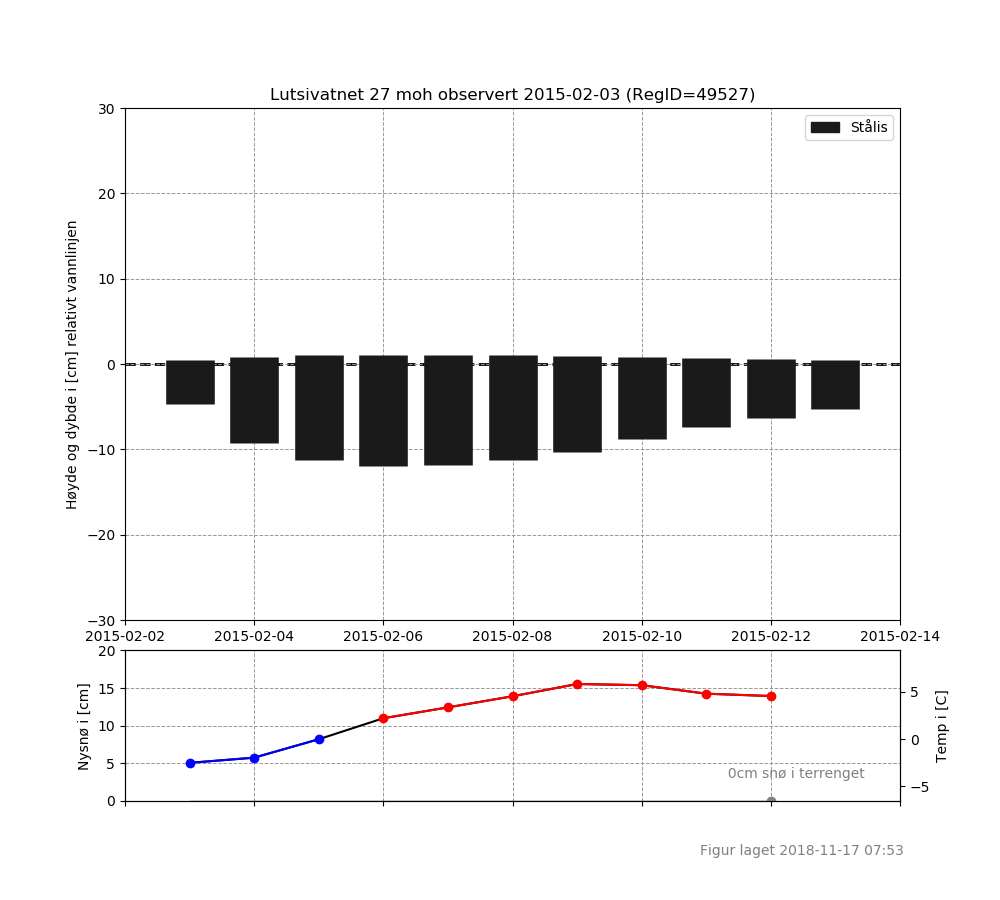 Lutsivatnet 27 moh observert 2015-02-03 (RegID=49527)
Stålis
Høyde og dybde i [cm] relativt vannlinjen
30
20
10
0
−10
−20
−30
2015-02-02 2015-02-04 2015-02-06 2015-02-08 2015-02-10 2015-02-12 2015-02-14
Nysnø i [cm]
20
15
10
5
0
5
0
−5
Temp i [C]
0cm snø i terrenget
Figur laget 2018-11-17 07:53